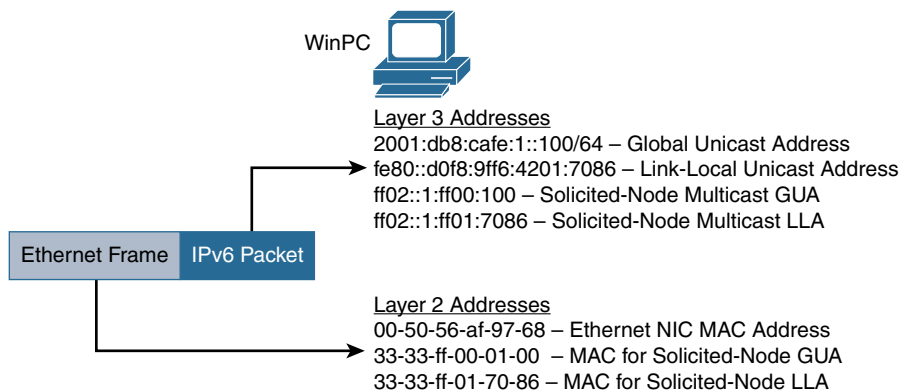 WinPC
Layer 3 Addresses
2001:db8:cafe:1::100/64 – Global Unicast Address
fe80::d0f8:9ff6:4201:7086 – Link-Local Unicast Address
ff02::1:ff00:100 – Solicited-Node Multicast GUA
ff02::1:ff01:7086 – Solicited-Node Multicast LLA
Ethernet Frame IPv6 Packet
Layer 2 Addresses
00-50-56-af-97-68 – Ethernet NIC MAC Address
33-33-ff-00-01-00 – MAC for Solicited-Node GUA
33-33-ff-01-70-86 – MAC for Solicited-Node LLA